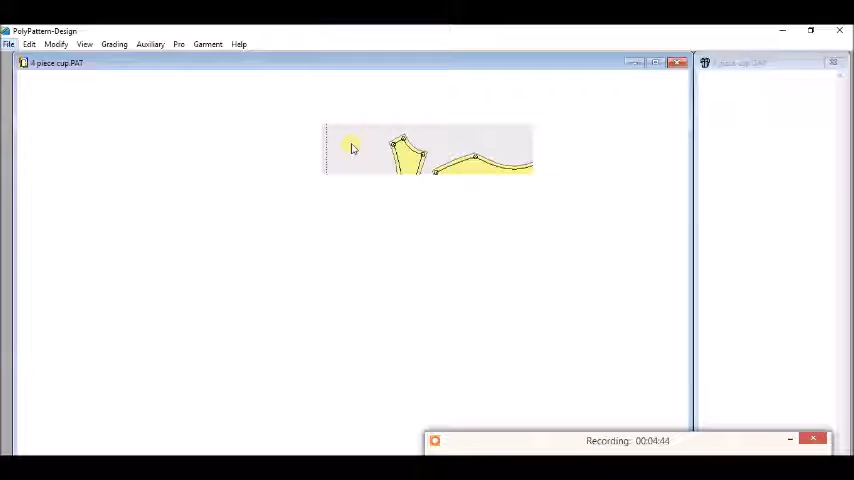 PolyPattern-Design
File Edit Modify View Grading Auxiliary Pro Garment Help
4 piece cup.PAT
Recording: 00:04:44